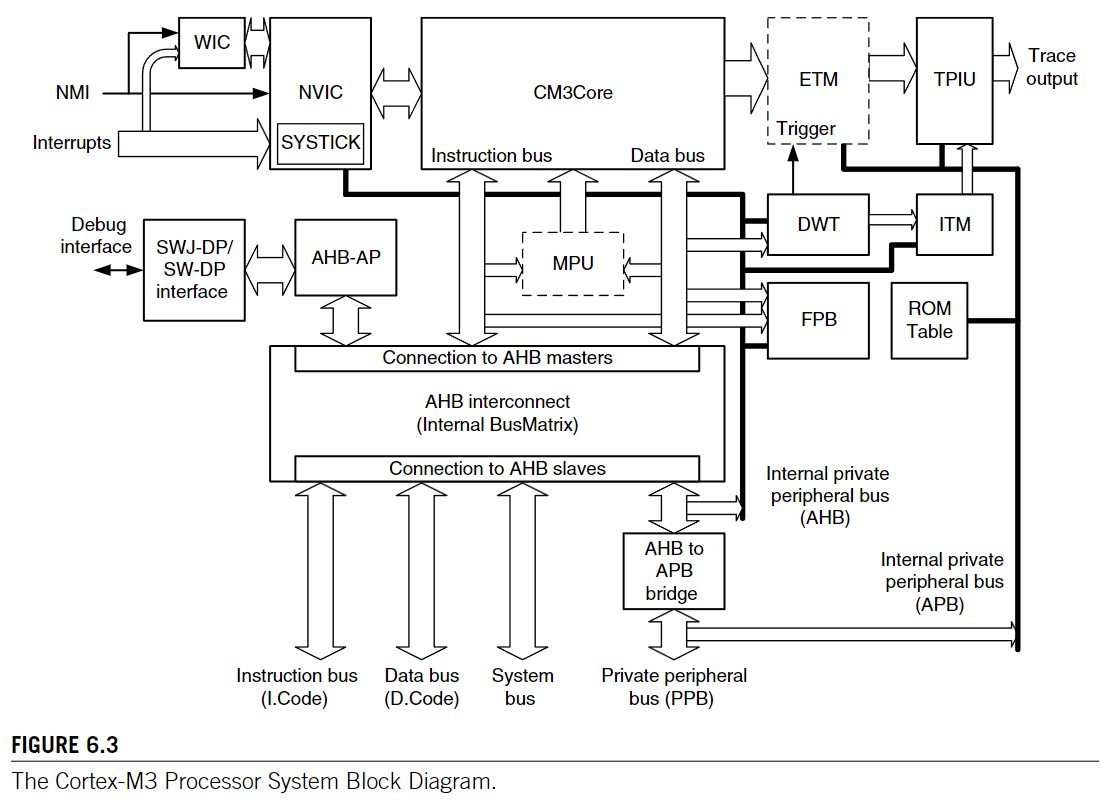 WIC
NMI
NVIC
CM3Core
ETM
TPIU
Trace
output
Interrupts
SYSTICK
Trigger
Instruction bus
Data bus
Debug
interface
SWJ-DP/
SW-DP
interface
AHB-AP
MPU
DWT
ITM
FPB
ROM
Table
Connection to AHB masters
AHB interconnect
(Internal BusMatrix)
Connection to AHB slaves
Internal private
peripheral bus
(AHB)
AHB to
APB
bridge
Internal private
peripheral bus
(APB)
Instruction bus
(I.Code)
Data bus
(D.Code)
System
bus
Private peripheral
bus (PPB)
FIGURE 6.3
The Cortex-M3 Processor System Block Diagram.